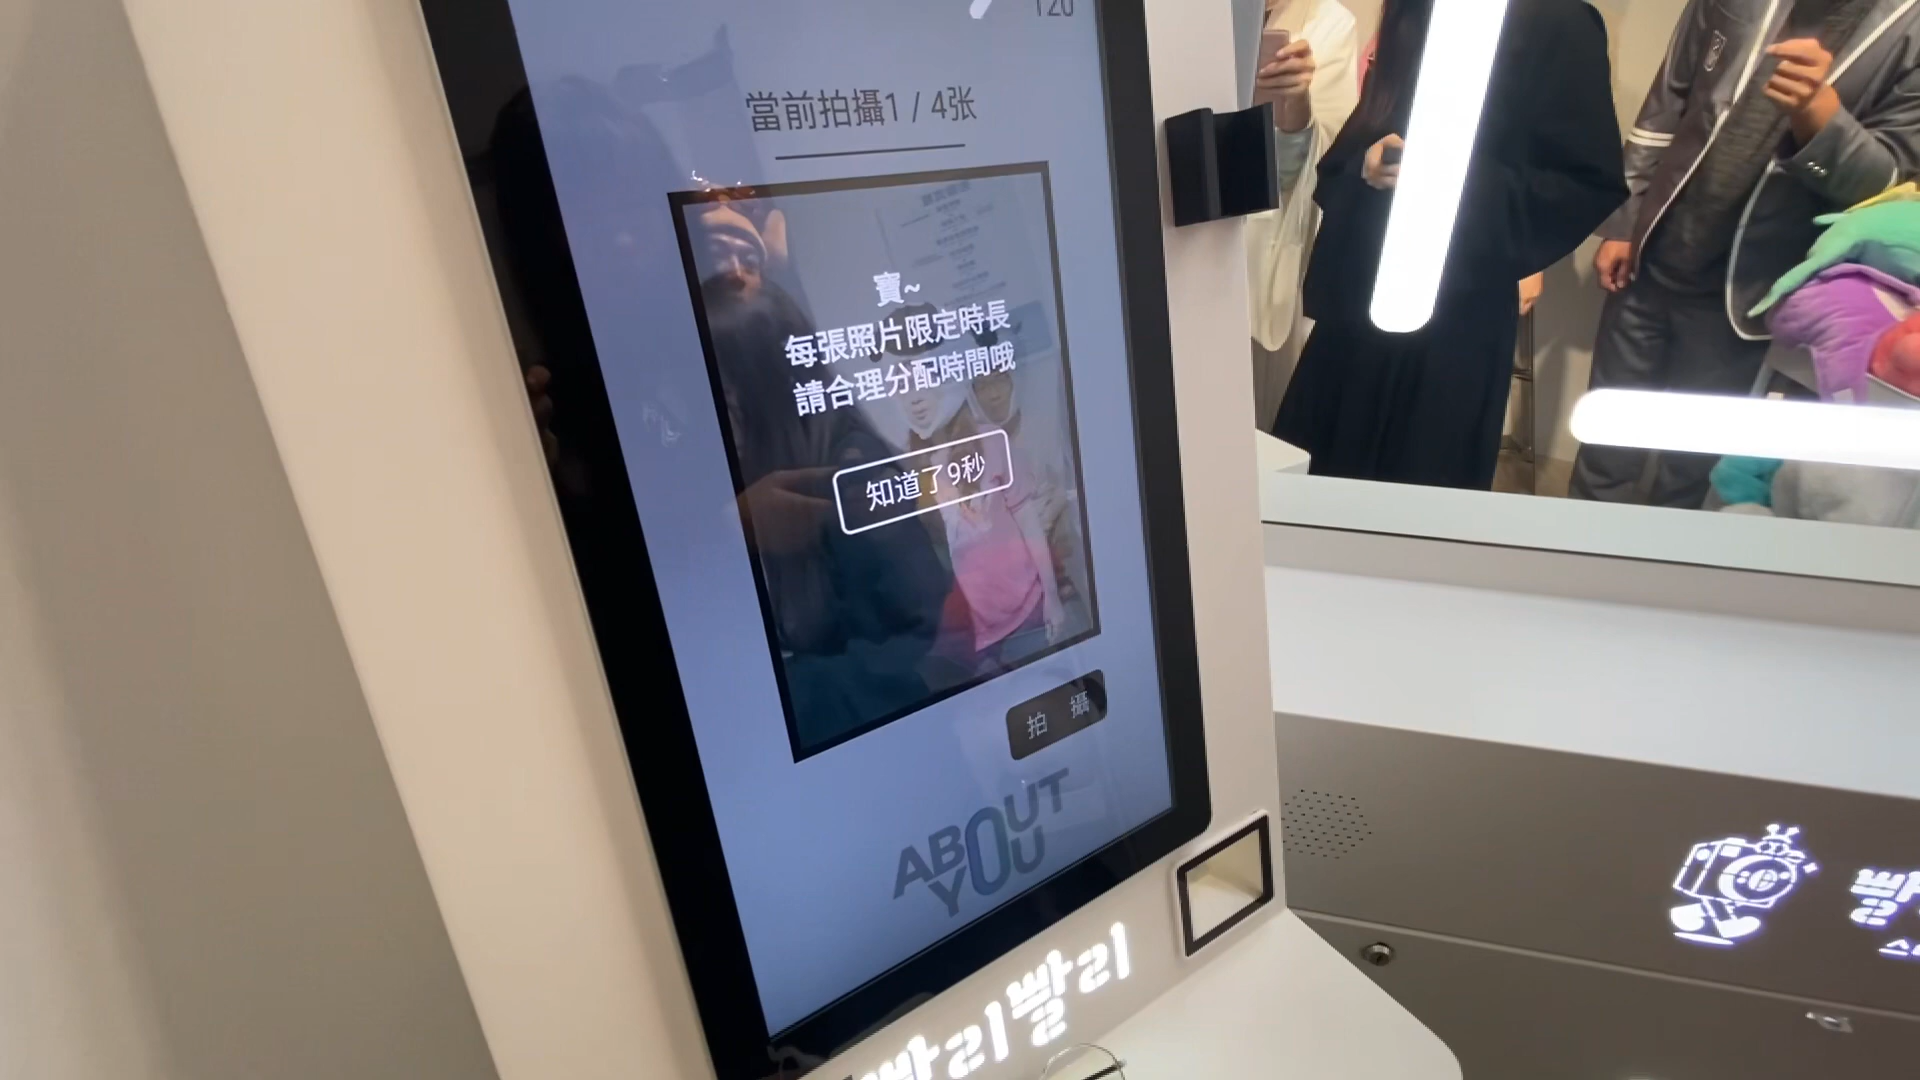 120
當前拍攝1 / 4张
寶~
每張照片限定時長
請合理分配時間哦
知道了9秒
拍 攝
ABOUT
YOU
빨리빨리